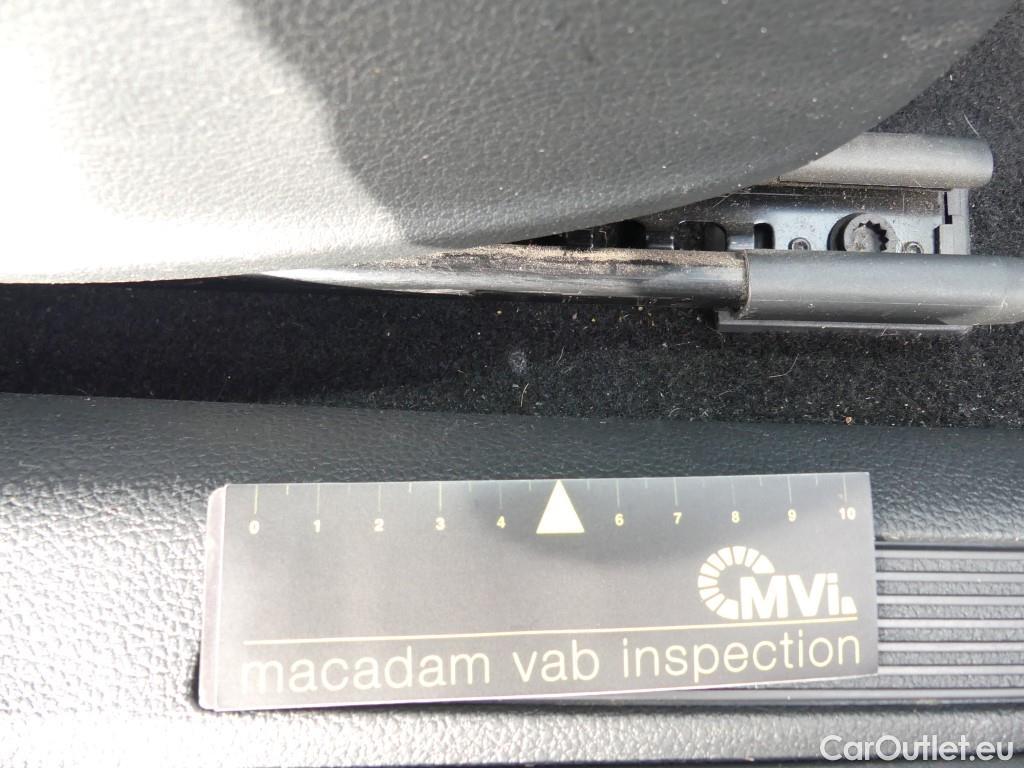 0 1 2 3 4 6 7 8 9 10
MVi.
macadam vab inspection
CarOutlet.eu